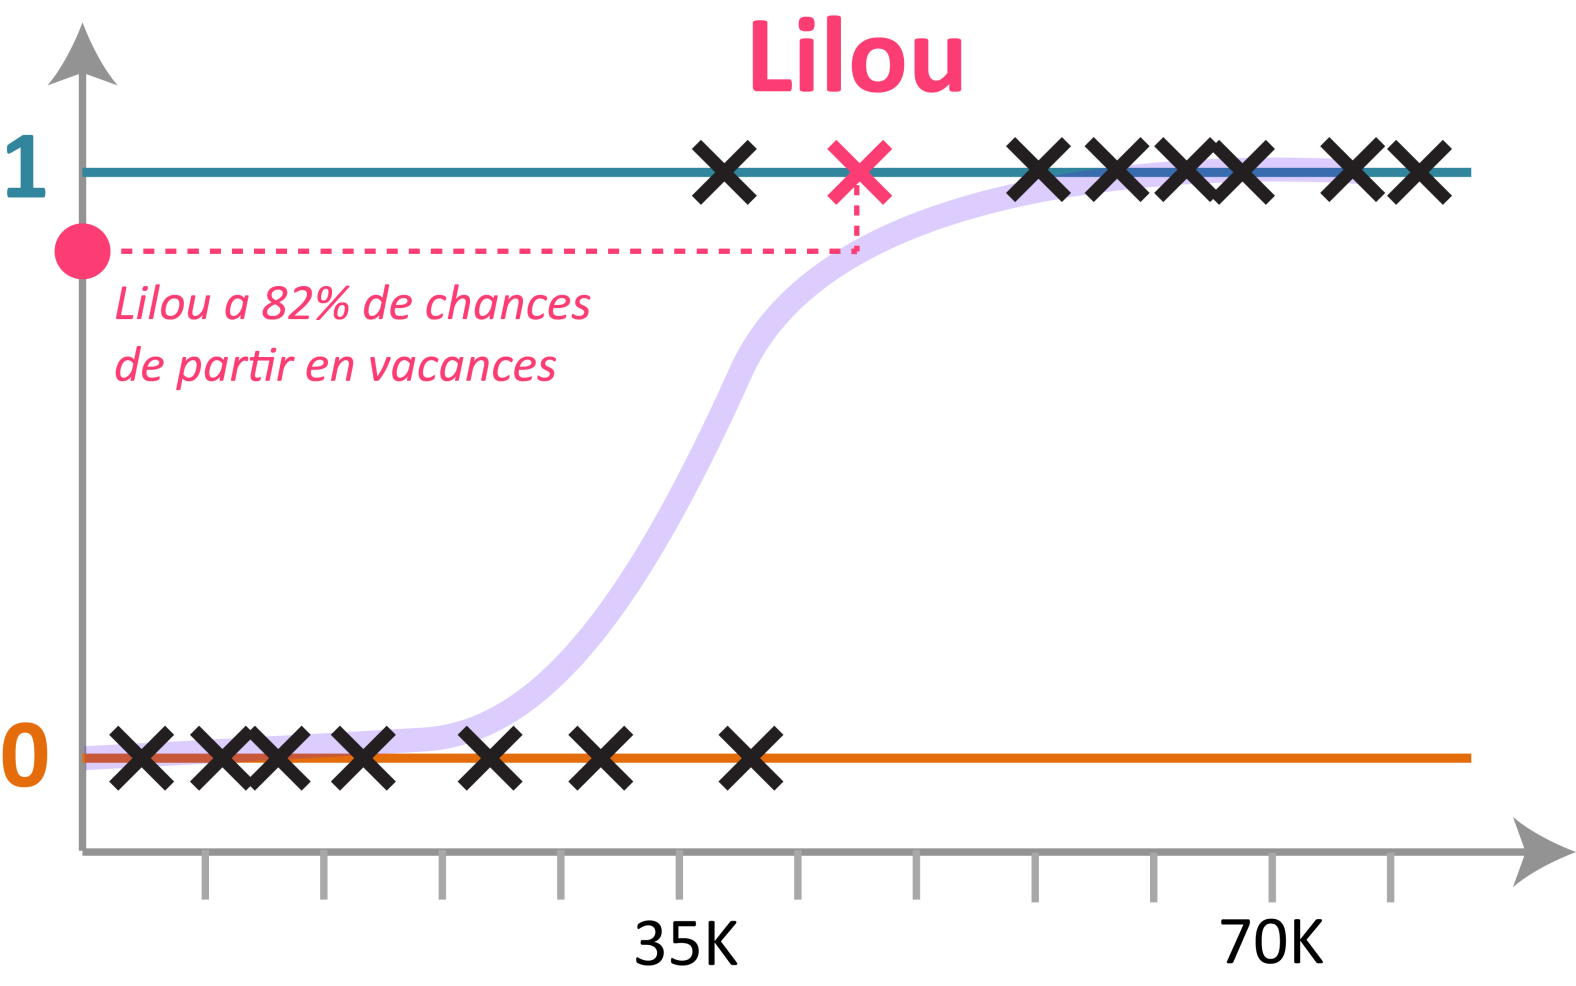 Lilou
1
Lilou a 82% de chances
de partir en vacances
0
35K
70K